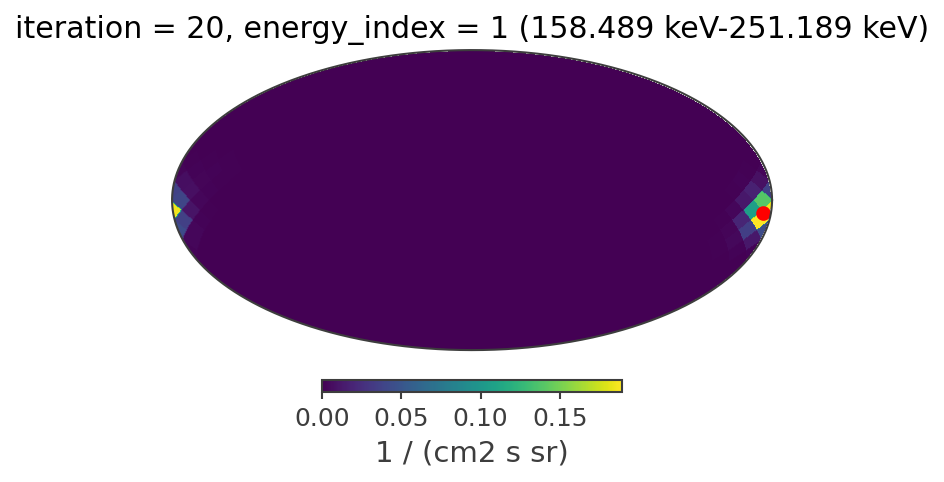 iteration = 20, energy_index = 1 (158.489 keV-251.189 keV)
0.00 0.05 0.10 0.15
1 / (cm2 s sr)